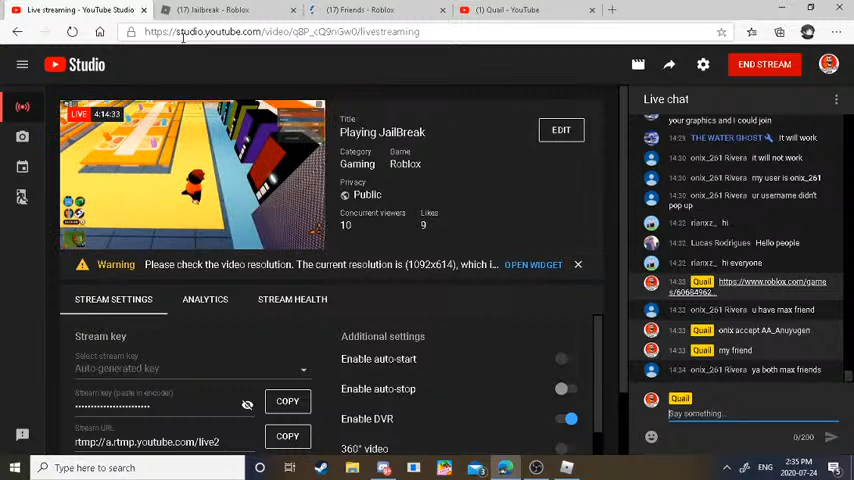 Live streaming - YouTube Studio
(17) Jailbreak - Roblox
(17) Friends - Roblox
(1) Quail - YouTube
https://studio.youtube.com/video/q8P_cQ9nGw0/livestreaming
Studio
END STREAM
LIVE 4:14:33
Title
Playing JailBreak
EDIT
Category
Game
Gaming
Roblox
Privacy
Public
Concurrent viewers
Likes
10
9
Warning Please check the video resolution. The current resolution is (1092x614), which i... OPEN WIDGET
STREAM SETTINGS
ANALYTICS
STREAM HEALTH
Stream key
Select stream key
Auto-generated key
Stream key (paste in encoder)
COPY
Stream URL
rtmp://a.rtmp.youtube.com/live2
COPY
Additional settings
Enable auto-start
Enable auto-stop
Enable DVR
360° video
Live chat
your graphics and I could join
14:29 THE WATER GHOST It will work
14:30 onix_261 Rivera it will not work
14:30 onix_261 Rivera my user is onix_261
14:30 onix_261 Rivera ur username didn't
pop up
14:32 rianxz_ hi
14:32 Lucas Rodrigues Hello people
14:32 rianxz_ hi everyone
14:33 Quail https://www.roblox.com/game
s/60684962...
14:33 onix_261 Rivera u have max friend
14:33 Quail onix accept AA_Anuyugen
14:33 Quail my friend
14:34 onix_261 Rivera ya both max friends
Quail
Say something...
0/200
Type here to search
ENG
2:35 PM
2020-07-24